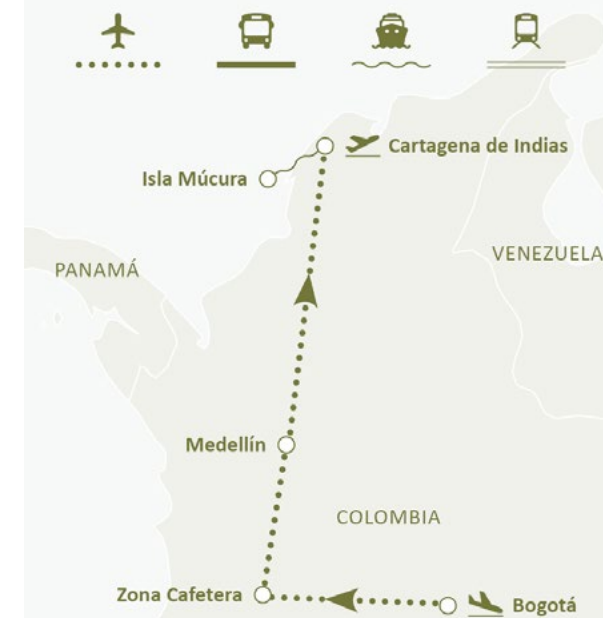 Cartagena de Indias
Isla Múcura
VENEZUELA
PANAMÁ
Medellín
COLOMBIA
Zona Cafetera
Bogotá